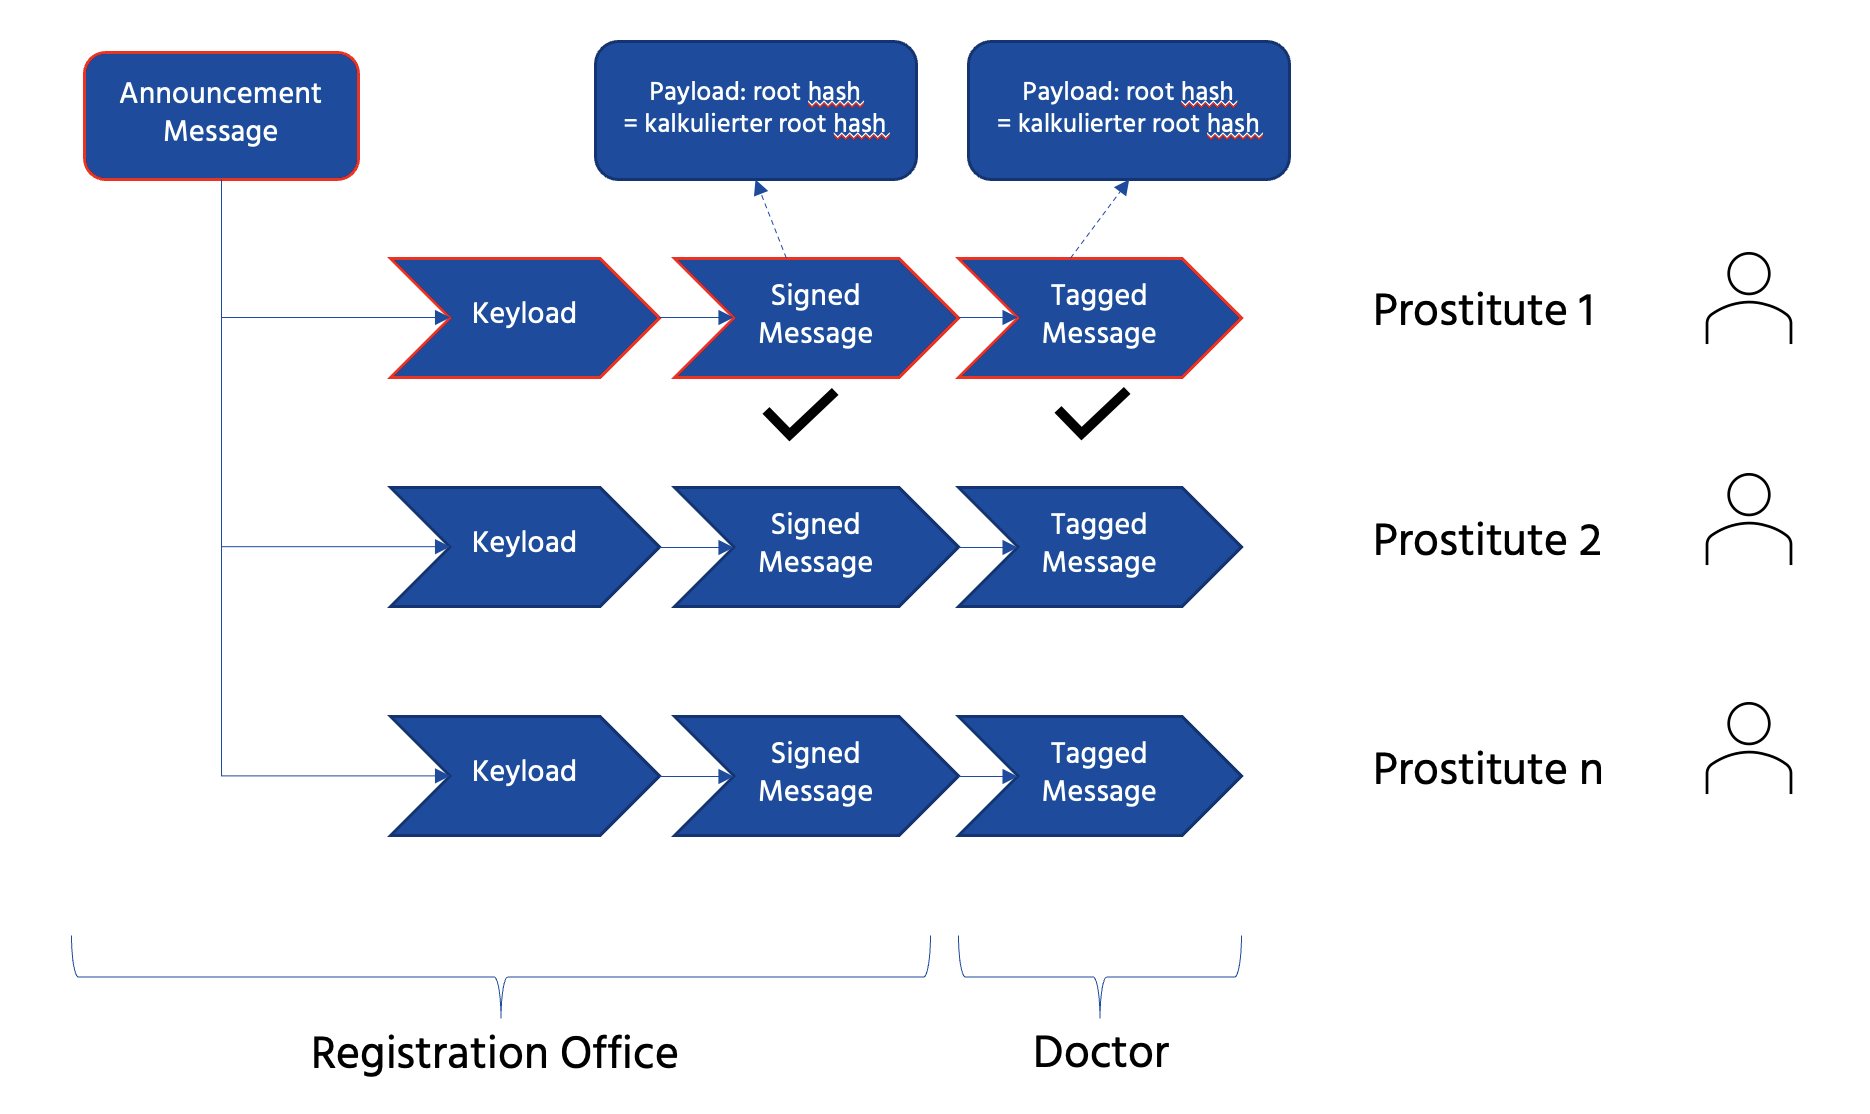 Announcement
Message
Payload: root hash
= kalkulierter root hash
Payload: root hash
= kalkulierter root hash
Keyload
Signed
Message
Tagged
Message
Prostitute 1
Keyload
Signed
Message
Tagged
Message
Prostitute 2
Keyload
Signed
Message
Tagged
Message
Prostitute n
Registration Office
Doctor